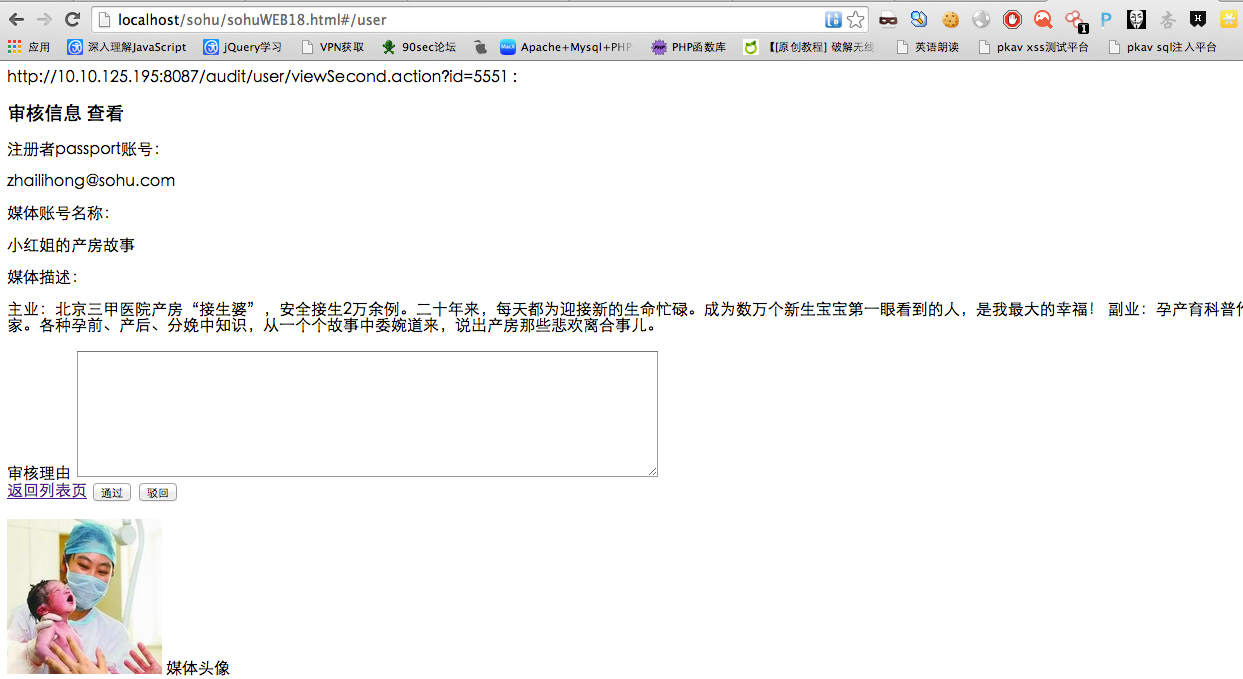 localhost/sohu/sohuWEB18.html#/user
应用 深入理解JavaScript jQuery学习 VPN获取 90sec论坛 Apache+Mysql+PHP PHP函数库 【[原创教程] 破解无线 英语朗读 pkav xss测试平台 pkav sql注入平台
http://10.10.125.195:8087/audit/user/viewSecond.action?id=5551 :
审核信息 查看
注册者passport账号:
zhailihong@sohu.com
媒体账号名称:
小红姐的产房故事
媒体描述:
主业：北京三甲医院产房“接生婆”，安全接生2万余例。二十年来，每天都为迎接新的生命忙碌。成为数万个新生宝宝第一眼看到的人，是我最大的幸福！ 副业：孕产育科普
家。各种孕前、产后、分娩中知识，从一个个故事中委婉道来，说出产房那些悲欢离合事儿。
审核理由
返回列表页 通过 驳回
媒体头像